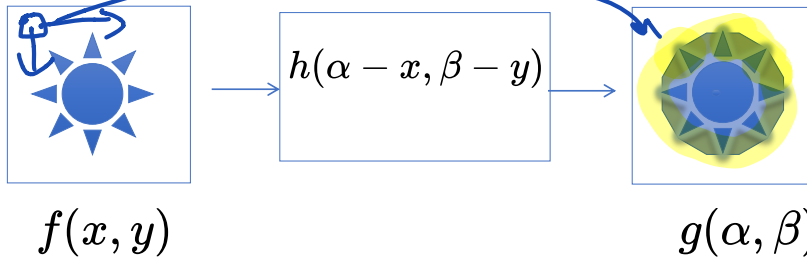 h(α − x, β − y)
f(x, y)
g(α, β)